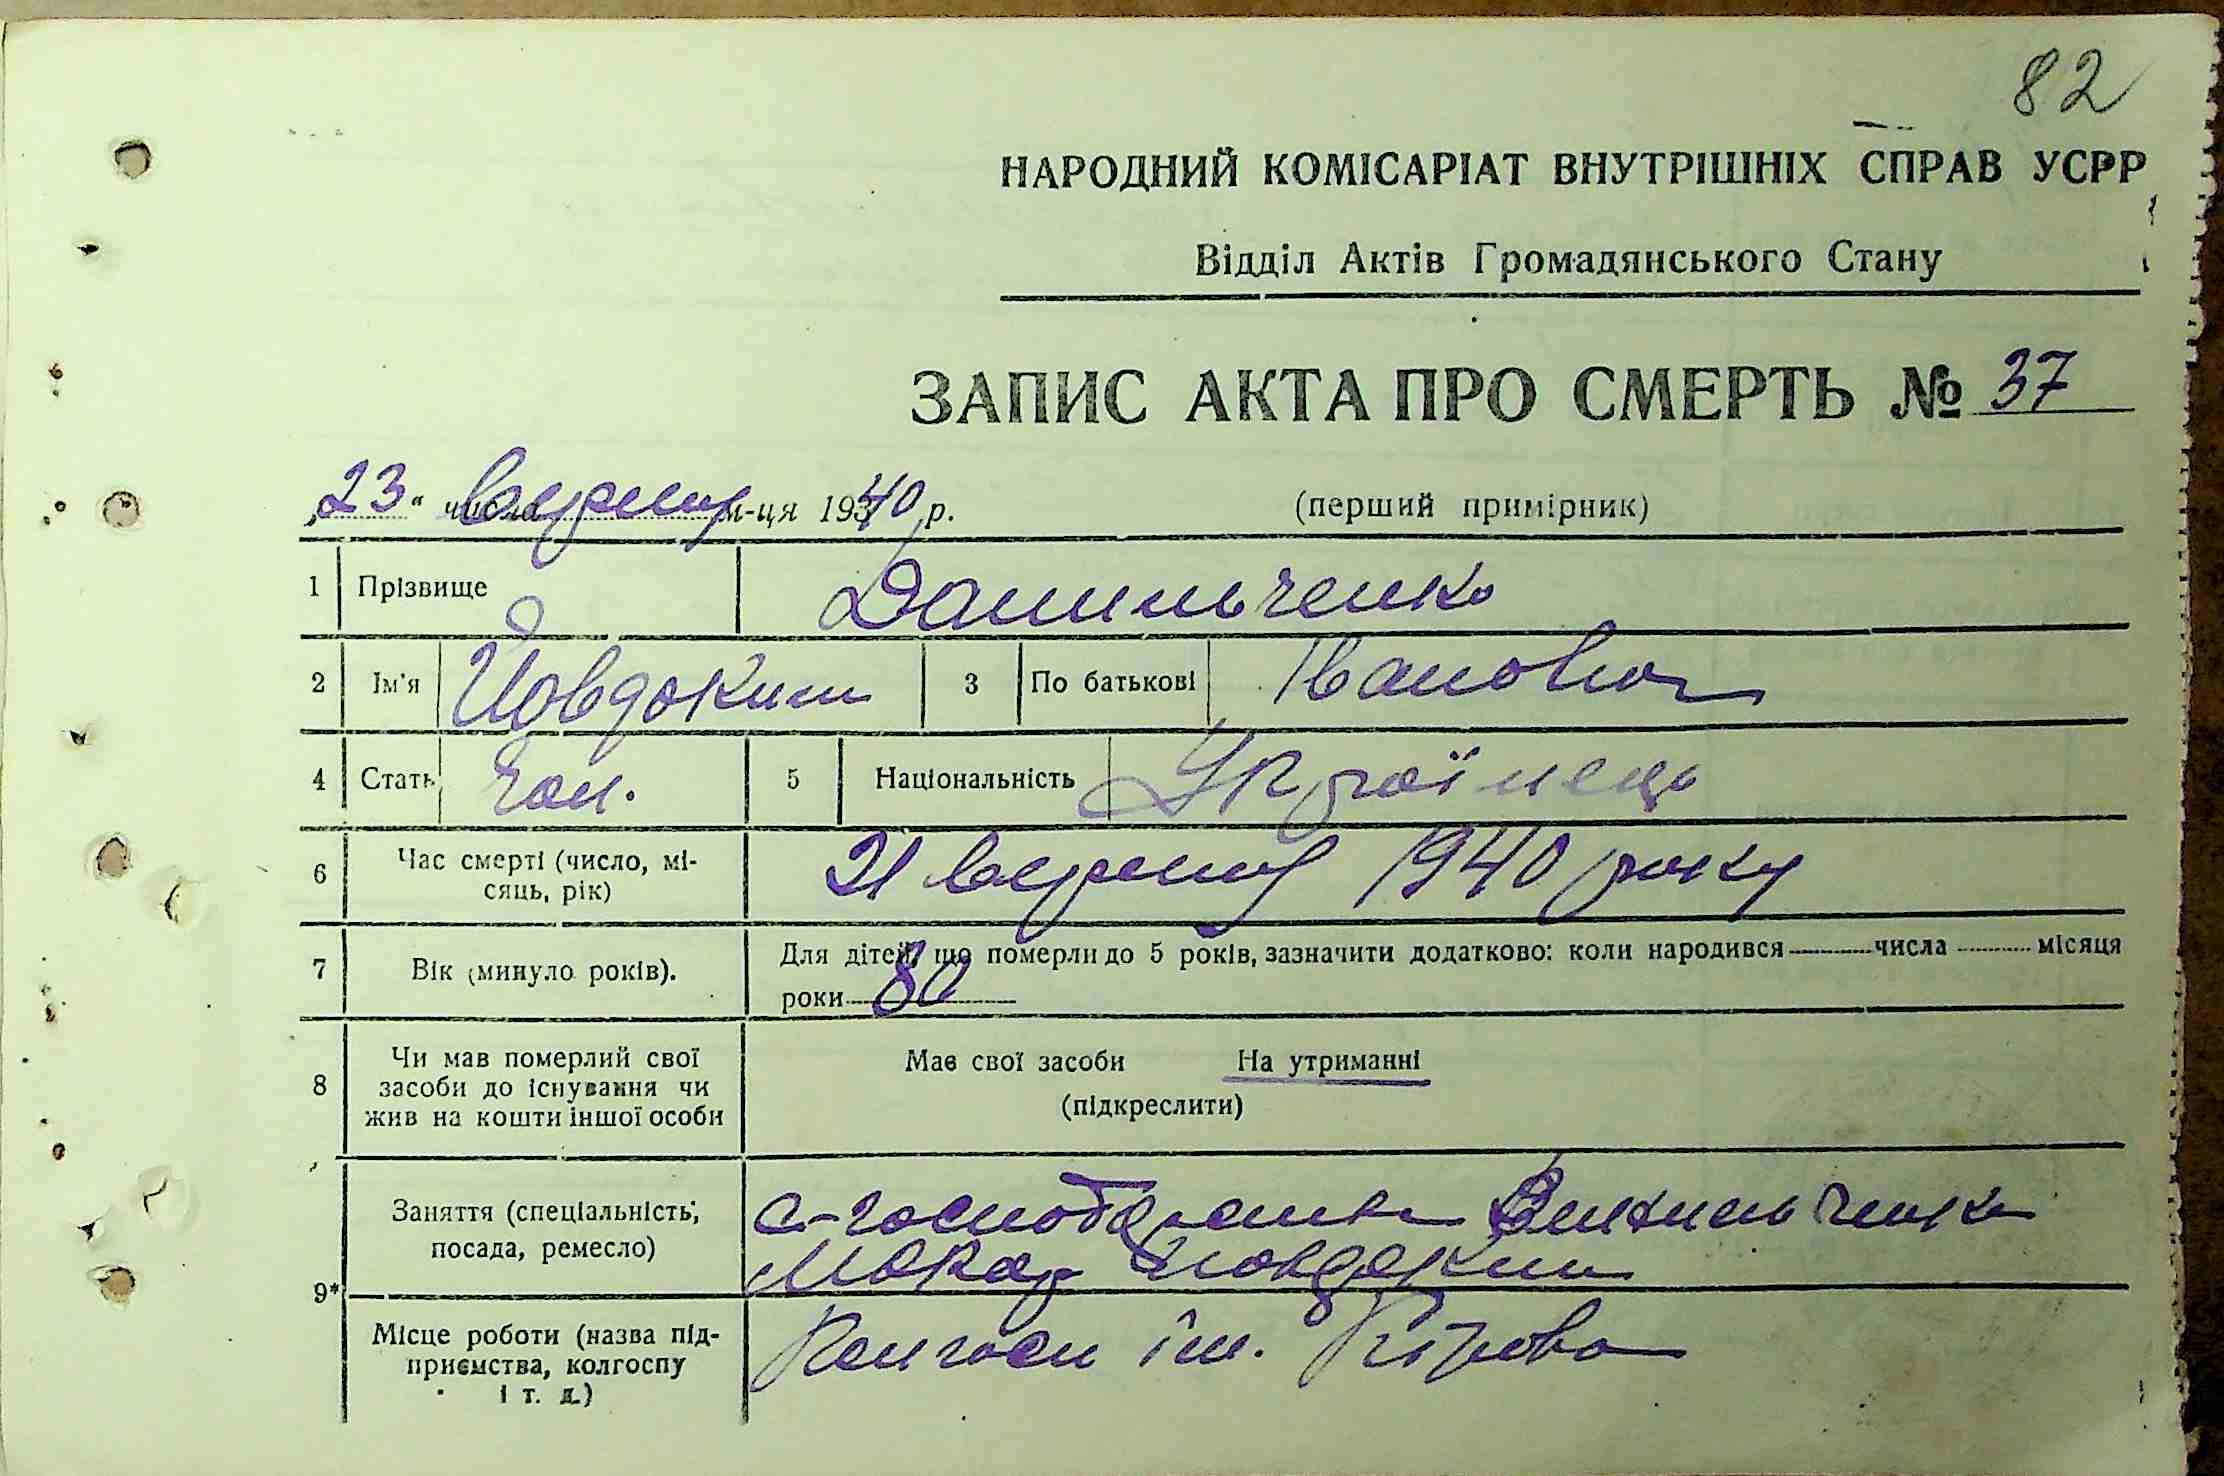 82
НАРОДНИЙ КОМІСАРІАТ ВНУТРІШНІХ СПРАВ УСРР
Відділ Актів Громадянського Стану
ЗАПИС АКТА ПРО СМЕРТЬ № 37
„23“ числа вересня м-ця 1940 р. (перший примірник)
1 Прізвище Данильченко
2 Ім'я Йовдоким 3 По батькові Іванович
4 Стать Чол. 5 Національність Українець
6 Час смерті (число, місяць, рік) 21 вересня 1940 року
7 Вік (минуло років). Для дітей, що померли до 5 років, зазначити додатково: коли народився числа місяця
роки 80
8 Чи мав померлий свої засоби до існування чи жив на кошти іншої особи Має свої засоби На утриманні
(підкреслити)
9* Заняття (спеціальність, посада, ремесло)
Макар Йовдоким
Місце роботи (назва підприємства, колгоспу і т. д.) Колгосп ім. Кірова